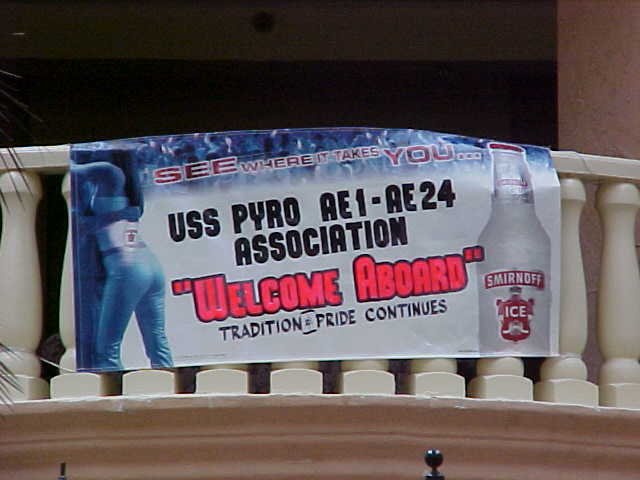 SEE WHERE IT TAKES YOU...
USS PYRO AE1-AE24
ASSOCIATION
"WELCOME ABOARD"
TRADITION & PRIDE CONTINUES
SMIRNOFF
ICE